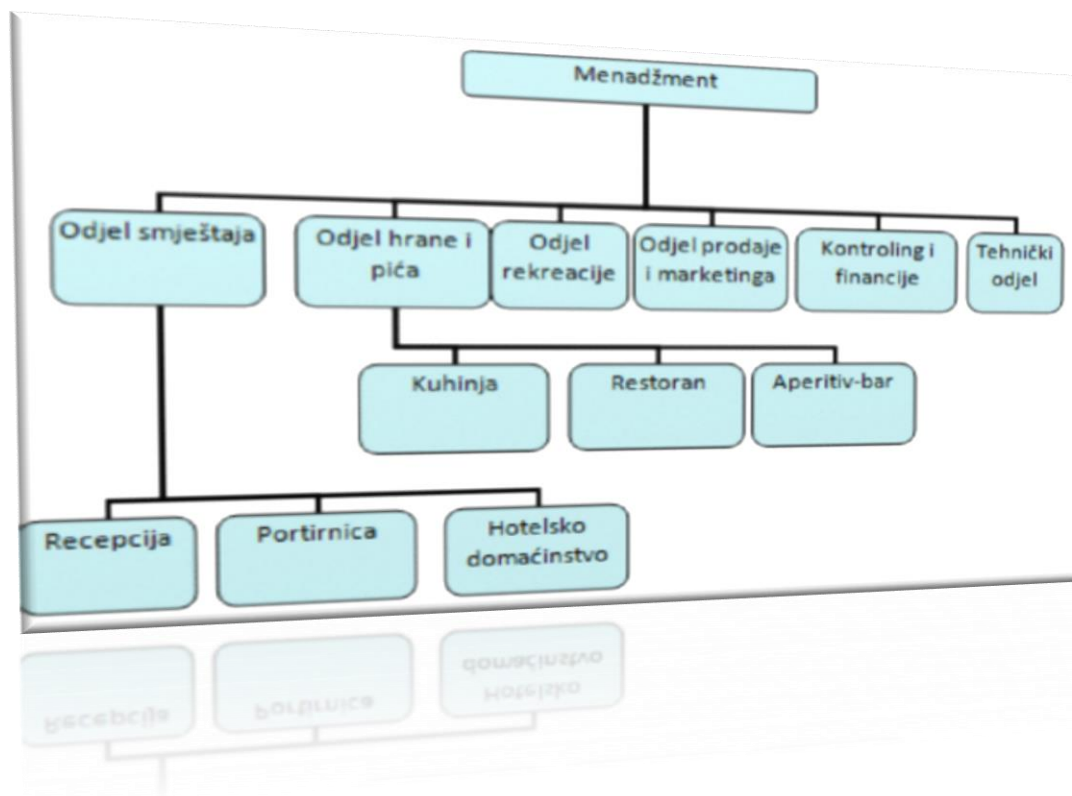 Menadžment
Odjel smještaja
Odjel hrane i
pića
Odjel
rekreacije
Odjel prodaje
i marketinga
Kontroling i
financije
Tehnički
odjel
Kuhinja
Restoran
Aperitiv-bar
Recepcija
Portirnica
Hotelsko
domaćinstvo